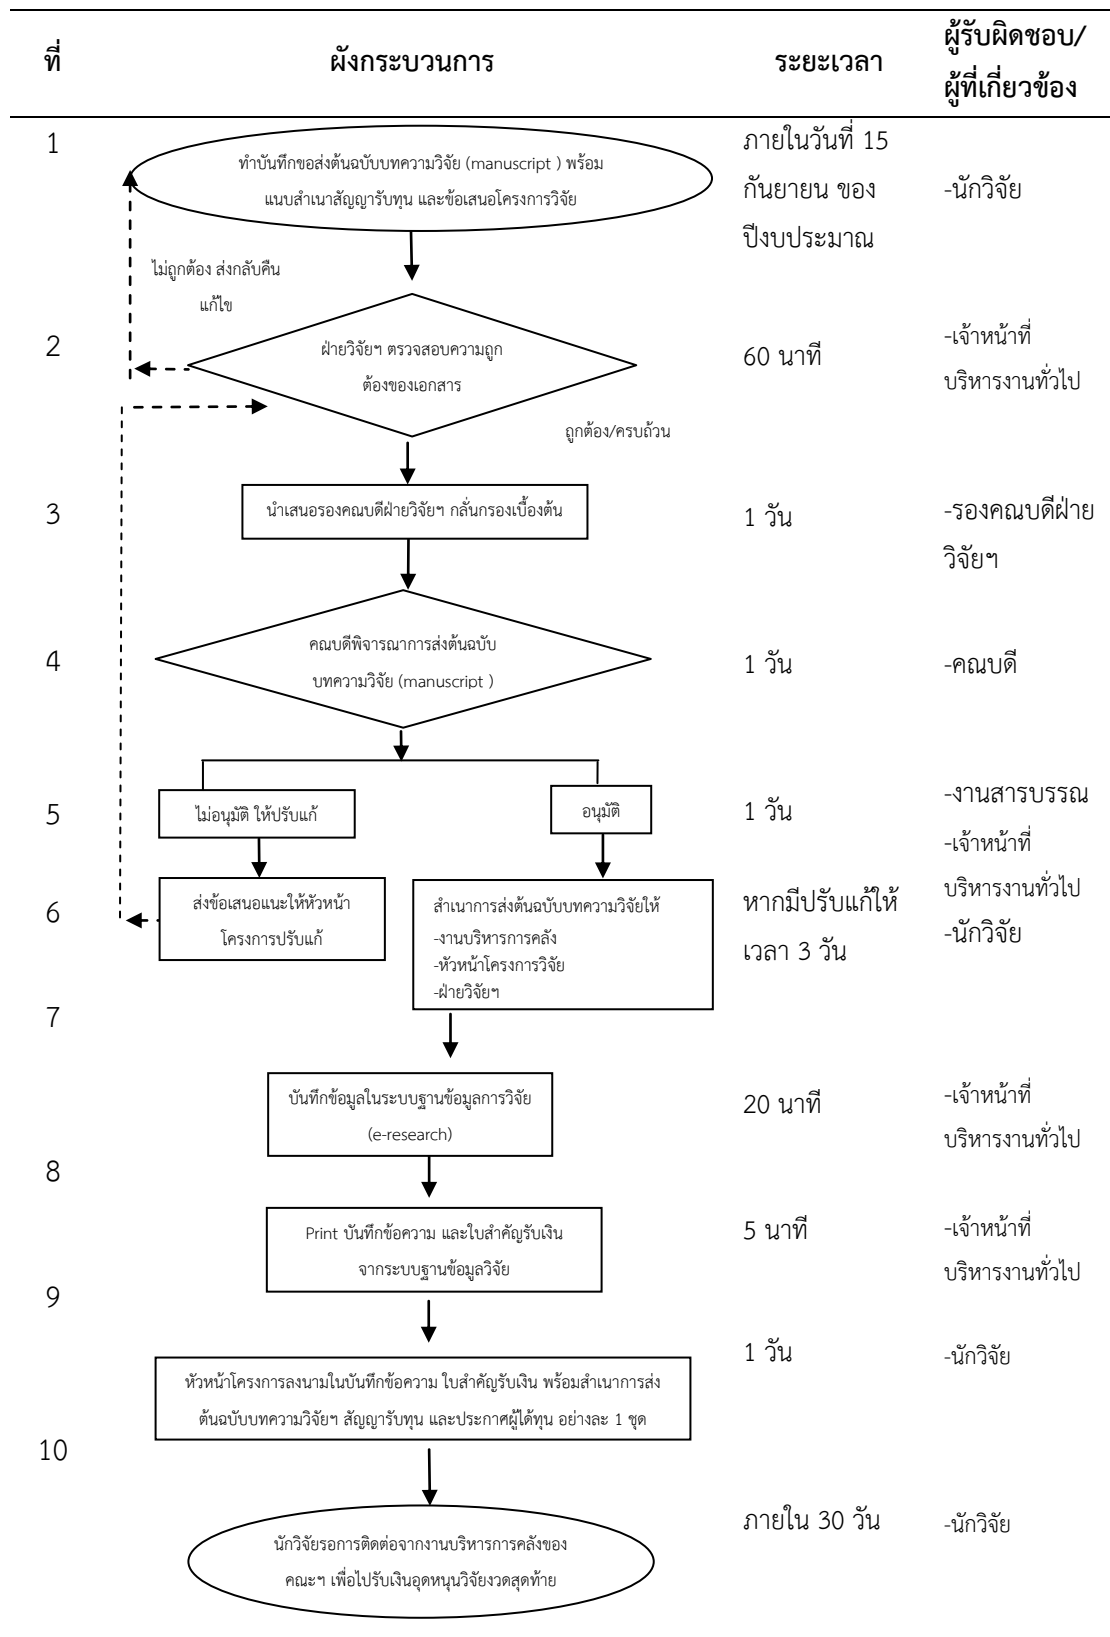 ที่
ผังกระบวนการ
ระยะเวลา
ผู้รับผิดชอบ/
ผู้ที่เกี่ยวข้อง
1
ทำบันทึกขอส่งต้นฉบับบทความวิจัย (manuscript ) พร้อม
แนบสำเนาสัญญารับทุน และข้อเสนอโครงการวิจัย
ภายในวันที่ 15
กันยายน ของ
ปีงบประมาณ
-นักวิจัย
ไม่ถูกต้อง ส่งกลับคืน
แก้ไข
2
ฝ่ายวิจัยฯ ตรวจสอบความถูก
ต้องของเอกสาร
60 นาที
-เจ้าหน้าที่
บริหารงานทั่วไป
ถูกต้อง/ครบถ้วน
3
นำเสนอรองคณบดีฝ่ายวิจัยฯ กลั่นกรองเบื้องต้น
1 วัน
-รองคณบดีฝ่าย
วิจัยฯ
4
คณบดีพิจารณาการส่งต้นฉบับ
บทความวิจัย (manuscript )
1 วัน
-คณบดี
5
ไม่อนุมัติ ให้ปรับแก้
อนุมัติ
1 วัน
-งานสารบรรณ
-เจ้าหน้าที่
บริหารงานทั่วไป
6
ส่งข้อเสนอแนะให้หัวหน้า
โครงการปรับแก้
สำเนาการส่งต้นฉบับบทความวิจัยให้
-งานบริหารการคลัง
-หัวหน้าโครงการวิจัย
-ฝ่ายวิจัยฯ
หากมีปรับแก้ให้
เวลา 3 วัน
-นักวิจัย
7
บันทึกข้อมูลในระบบฐานข้อมูลการวิจัย
(e-research)
20 นาที
-เจ้าหน้าที่
บริหารงานทั่วไป
8
Print บันทึกข้อความ และใบสำคัญรับเงิน
จากระบบฐานข้อมูลวิจัย
5 นาที
-เจ้าหน้าที่
บริหารงานทั่วไป
9
หัวหน้าโครงการลงนามในบันทึกข้อความ ใบสำคัญรับเงิน พร้อมสำเนาการส่ง
ต้นฉบับบทความวิจัยฯ สัญญารับทุน และประกาศผู้ได้ทุน อย่างละ 1 ชุด
1 วัน
-นักวิจัย
10
นักวิจัยรอการติดต่อจากงานบริหารการคลังของ
คณะฯ เพื่อไปรับเงินอุดหนุนวิจัยงวดสุดท้าย
ภายใน 30 วัน
-นักวิจัย